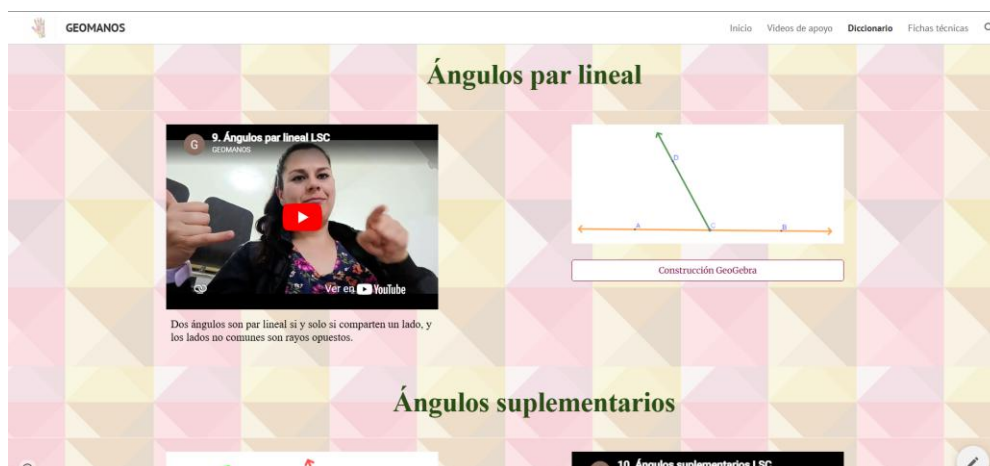 GEOMANOS
Inicio Videos de apoyo Diccionario Fichas técnicas
Ángulos par lineal
G
9. Ángulos par lineal LSC
GEOMANOS
Ver en YouTube
Dos ángulos son par lineal si y solo si comparten un lado, y
los lados no comunes son rayos opuestos.
D
A
C
B
Construcción GeoGebra
Ángulos suplementarios
10. Ángulos suplementarios LSC